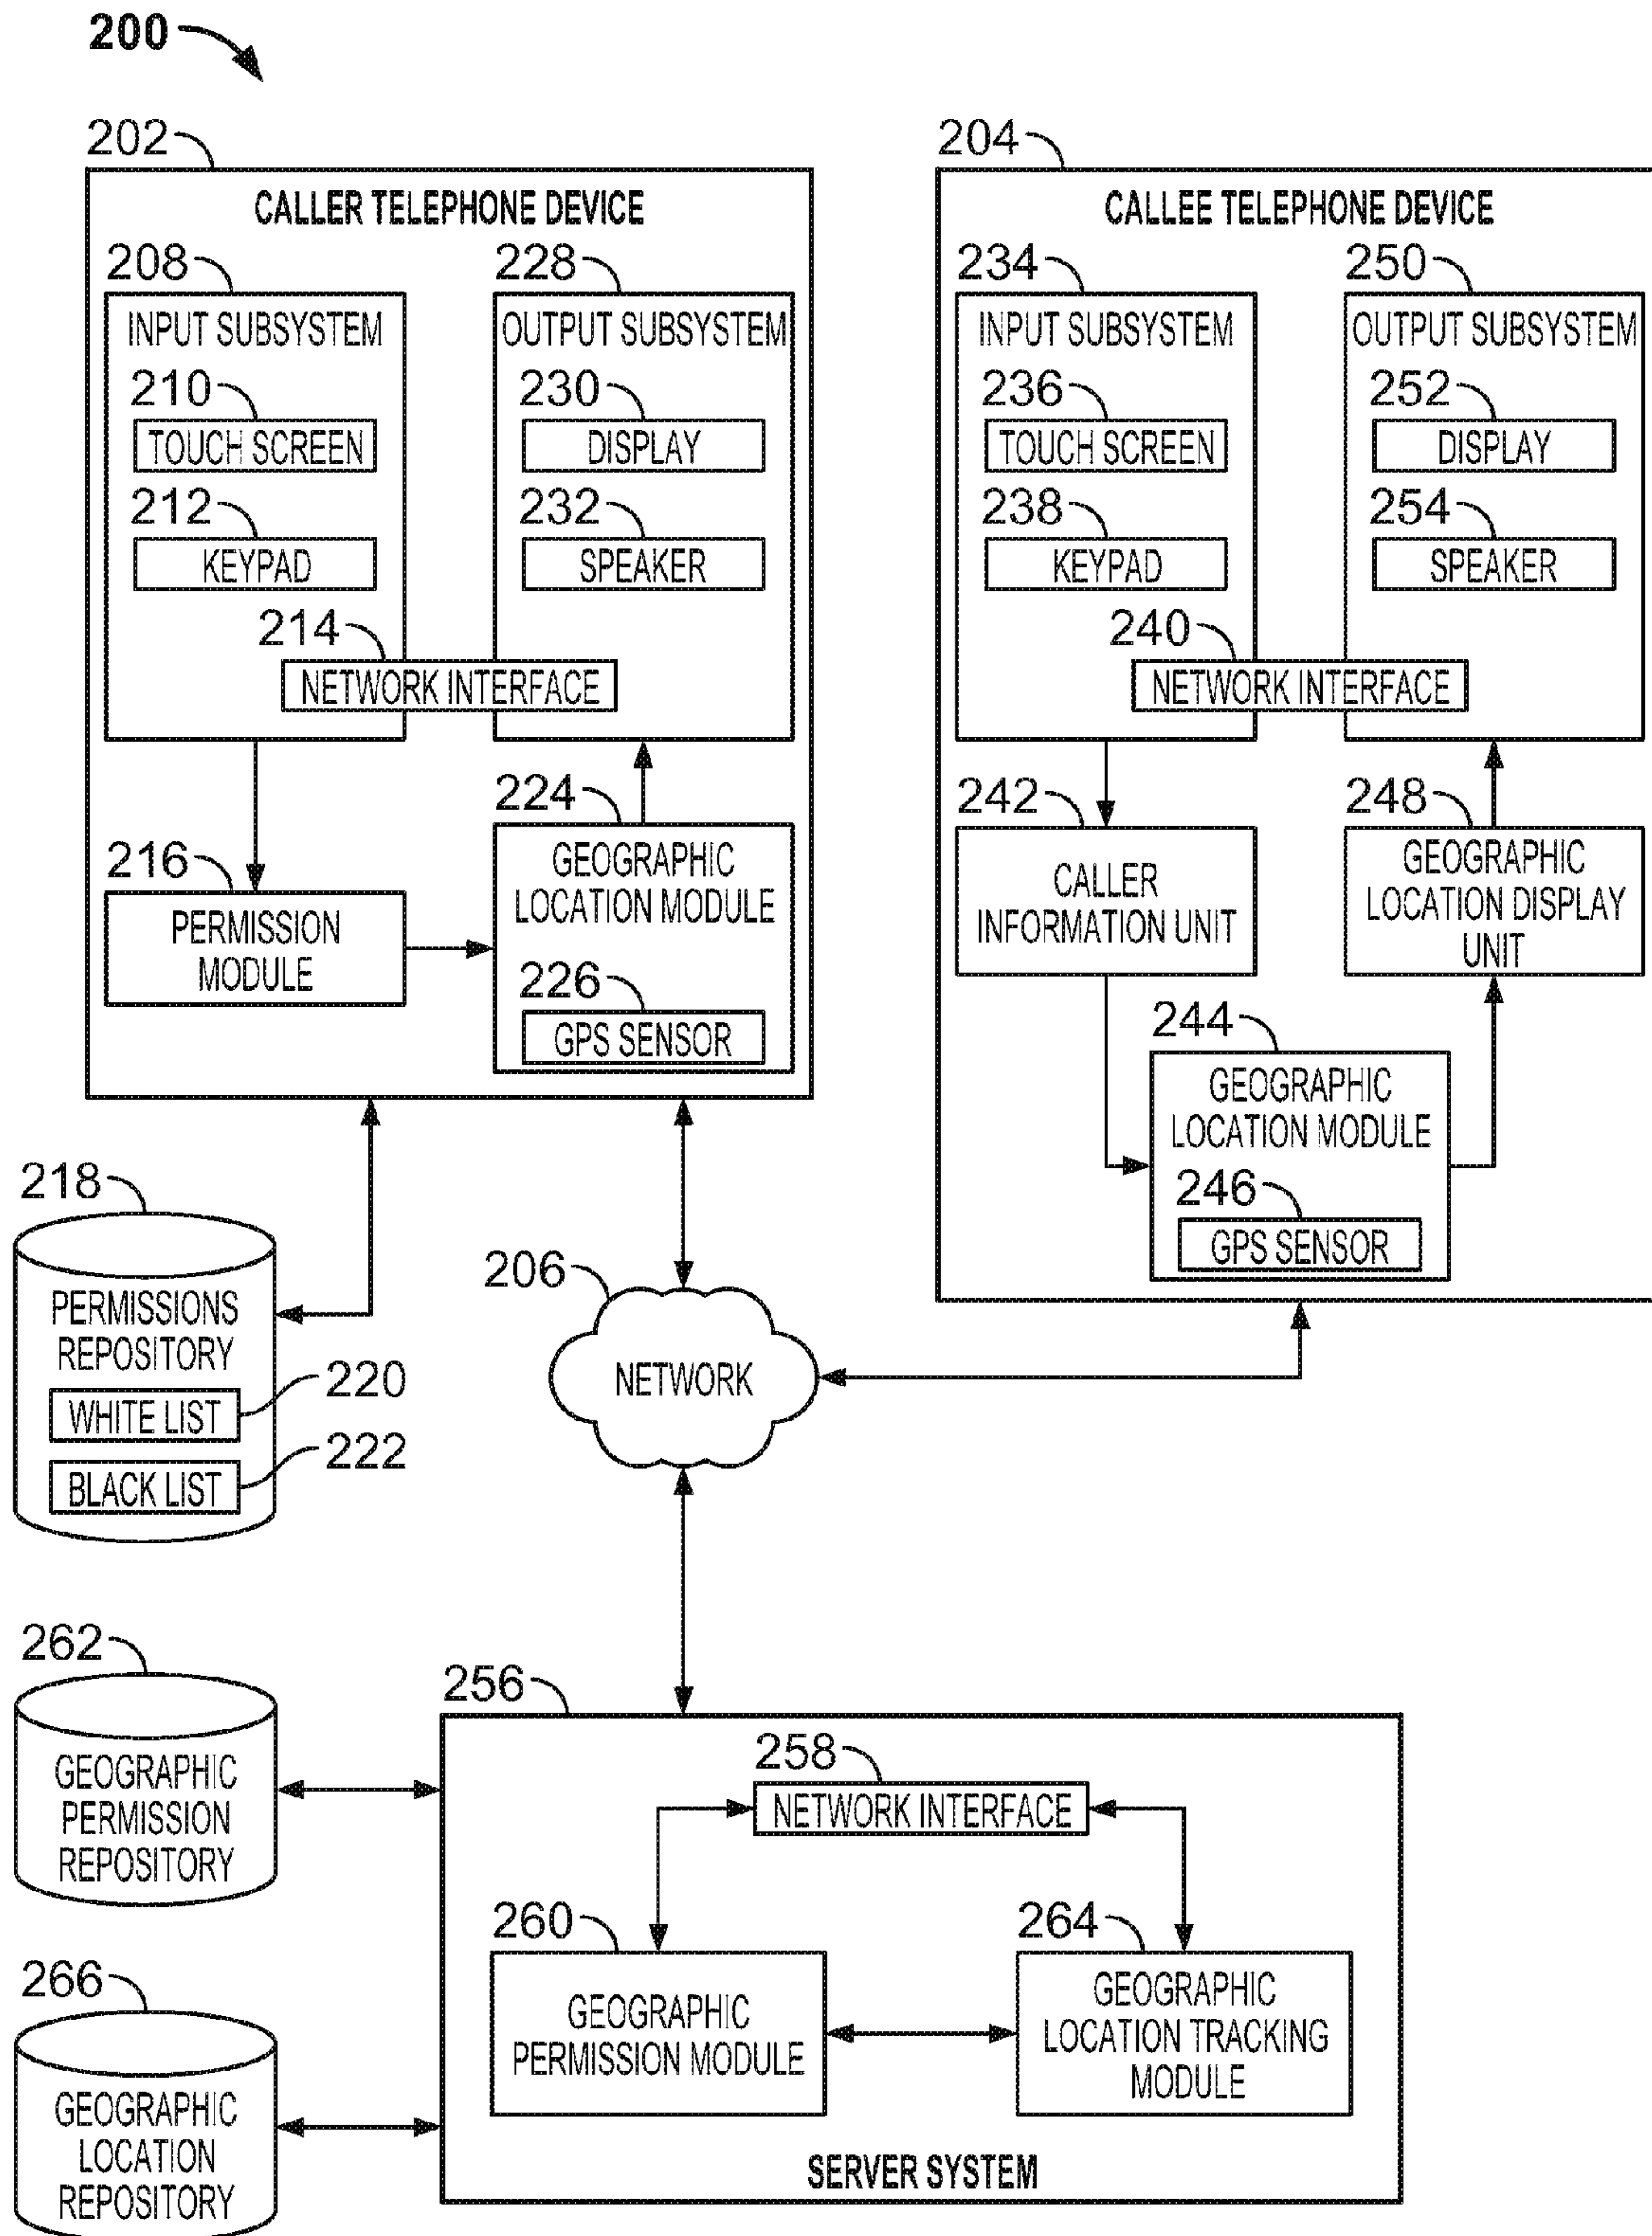 200
202
CALLER TELEPHONE DEVICE
208
INPUT SUBSYSTEM
210
TOUCH SCREEN
212
KEYPAD
228
OUTPUT SUBSYSTEM
230
DISPLAY
232
SPEAKER
214
NETWORK INTERFACE
216
PERMISSION
MODULE
224
GEOGRAPHIC
LOCATION MODULE
226
GPS SENSOR
204
CALLEE TELEPHONE DEVICE
234
INPUT SUBSYSTEM
236
TOUCH SCREEN
238
KEYPAD
250
OUTPUT SUBSYSTEM
252
DISPLAY
254
SPEAKER
240
NETWORK INTERFACE
242
CALLER
INFORMATION UNIT
248
GEOGRAPHIC
LOCATION DISPLAY
UNIT
244
GEOGRAPHIC
LOCATION MODULE
246
GPS SENSOR
218
PERMISSIONS
REPOSITORY
WHITE LIST
220
BLACK LIST
222
206
NETWORK
262
GEOGRAPHIC
PERMISSION
REPOSITORY
266
GEOGRAPHIC
LOCATION
REPOSITORY
256
258
NETWORK INTERFACE
260
GEOGRAPHIC
PERMISSION MODULE
264
GEOGRAPHIC
LOCATION TRACKING
MODULE
SERVER SYSTEM